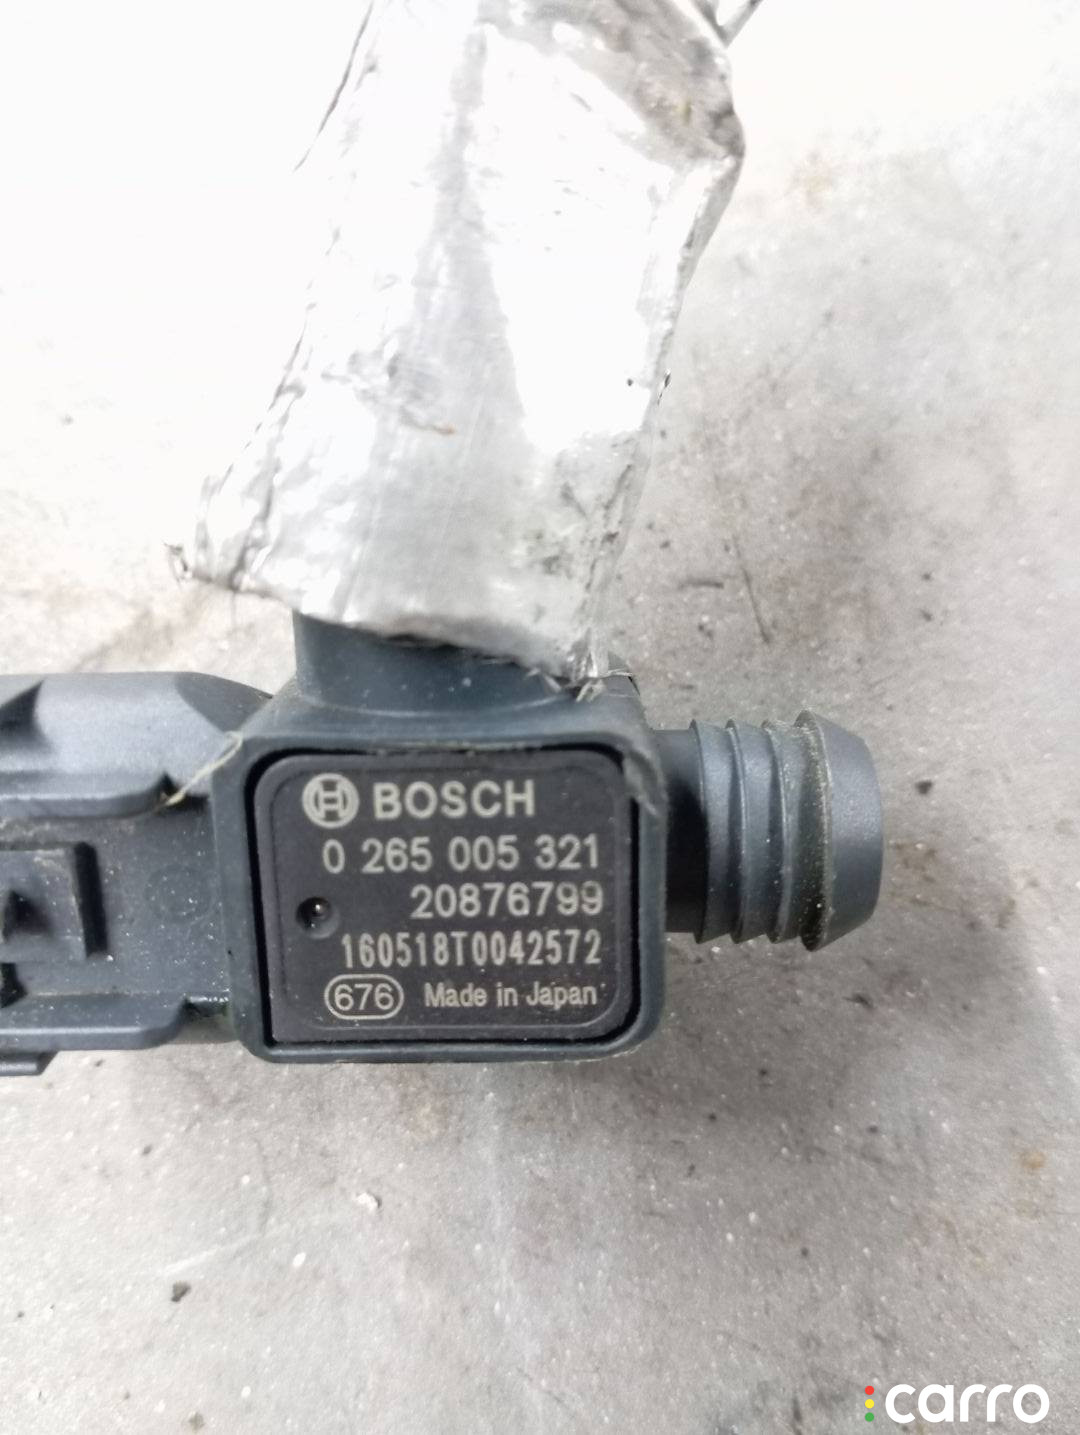 BOSCH
0 265 005 321
20876799
160518T0042572
676 Made in Japan
carro